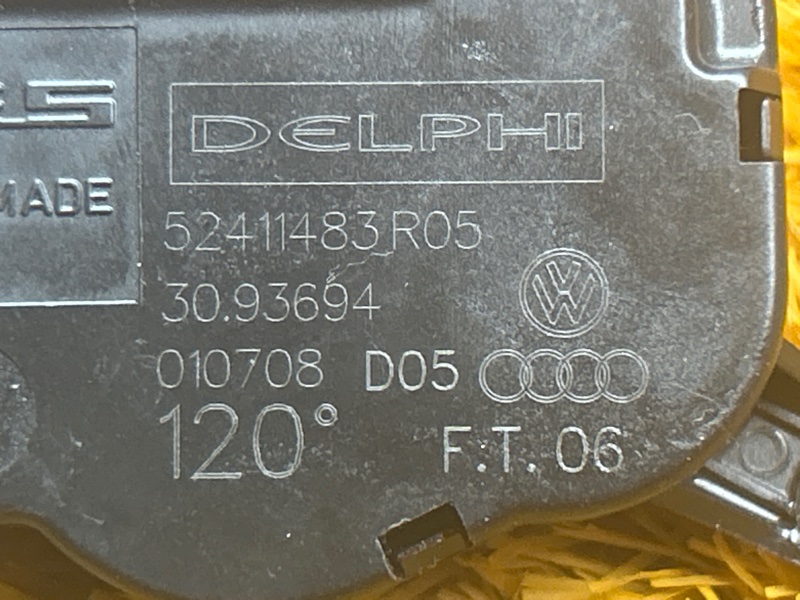 DELPHI
MADE
52411483 R05
30.93694
010708 D05
120°
F.T. 06